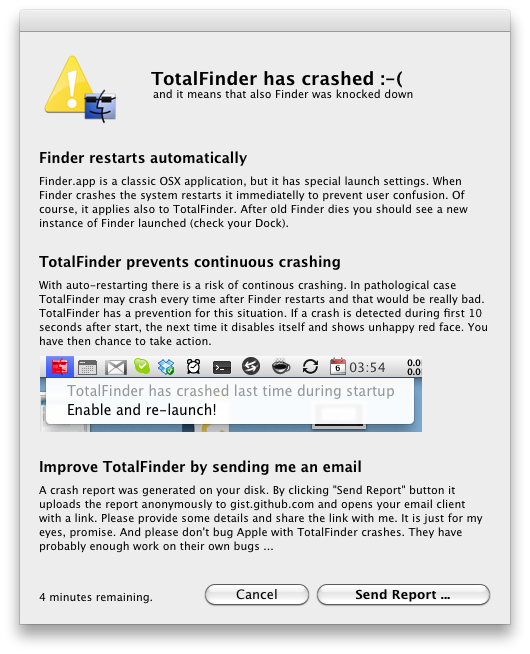 TotalFinder has crashed :-(
and it means that also Finder was knocked down
Finder restarts automatically
Finder.app is a classic OSX application, but it has special launch settings. When
Finder crashes the system restarts it immediatelly to prevent user confusion. Of
course, it applies also to TotalFinder. After old Finder dies you should see a new
instance of Finder launched (check your Dock).
TotalFinder prevents continuous crashing
With auto-restarting there is a risk of continous crashing. In pathological case
TotalFinder may crash every time after Finder restarts and that would be really bad.
TotalFinder has a prevention for this situation. If a crash is detected during first 10
seconds after start, the next time it disables itself and shows unhappy red face. You
have then chance to take action.
6 03:54 0.0
0.0
TotalFinder has crashed last time during startup
Enable and re-launch!
Improve TotalFinder by sending me an email
A crash report was generated on your disk. By clicking "Send Report" button it
uploads the report anonymously to gist.github.com and opens your email client
with a link. Please provide some details and share the link with me. It is just for my
eyes, promise. And please don't bug Apple with TotalFinder crashes. They have
probably enough work on their own bugs ...
4 minutes remaining. Cancel Send Report ...